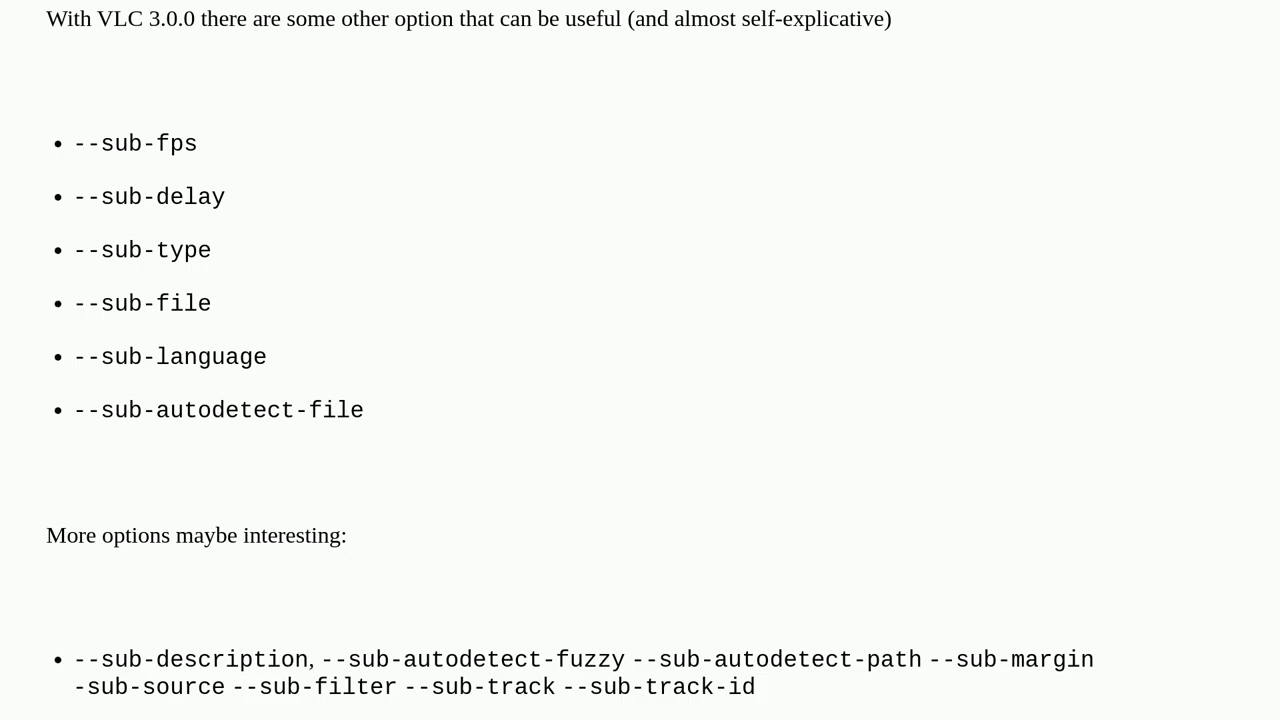 With VLC 3.0.0 there are some other option that can be useful (and almost self-explicative)
• --sub-fps
• --sub-delay
• --sub-type
• --sub-file
• --sub-language
• --sub-autodetect-file
More options maybe interesting:
• --sub-description, --sub-autodetect-fuzzy --sub-autodetect-path --sub-margin
-sub-source --sub-filter --sub-track --sub-track-id